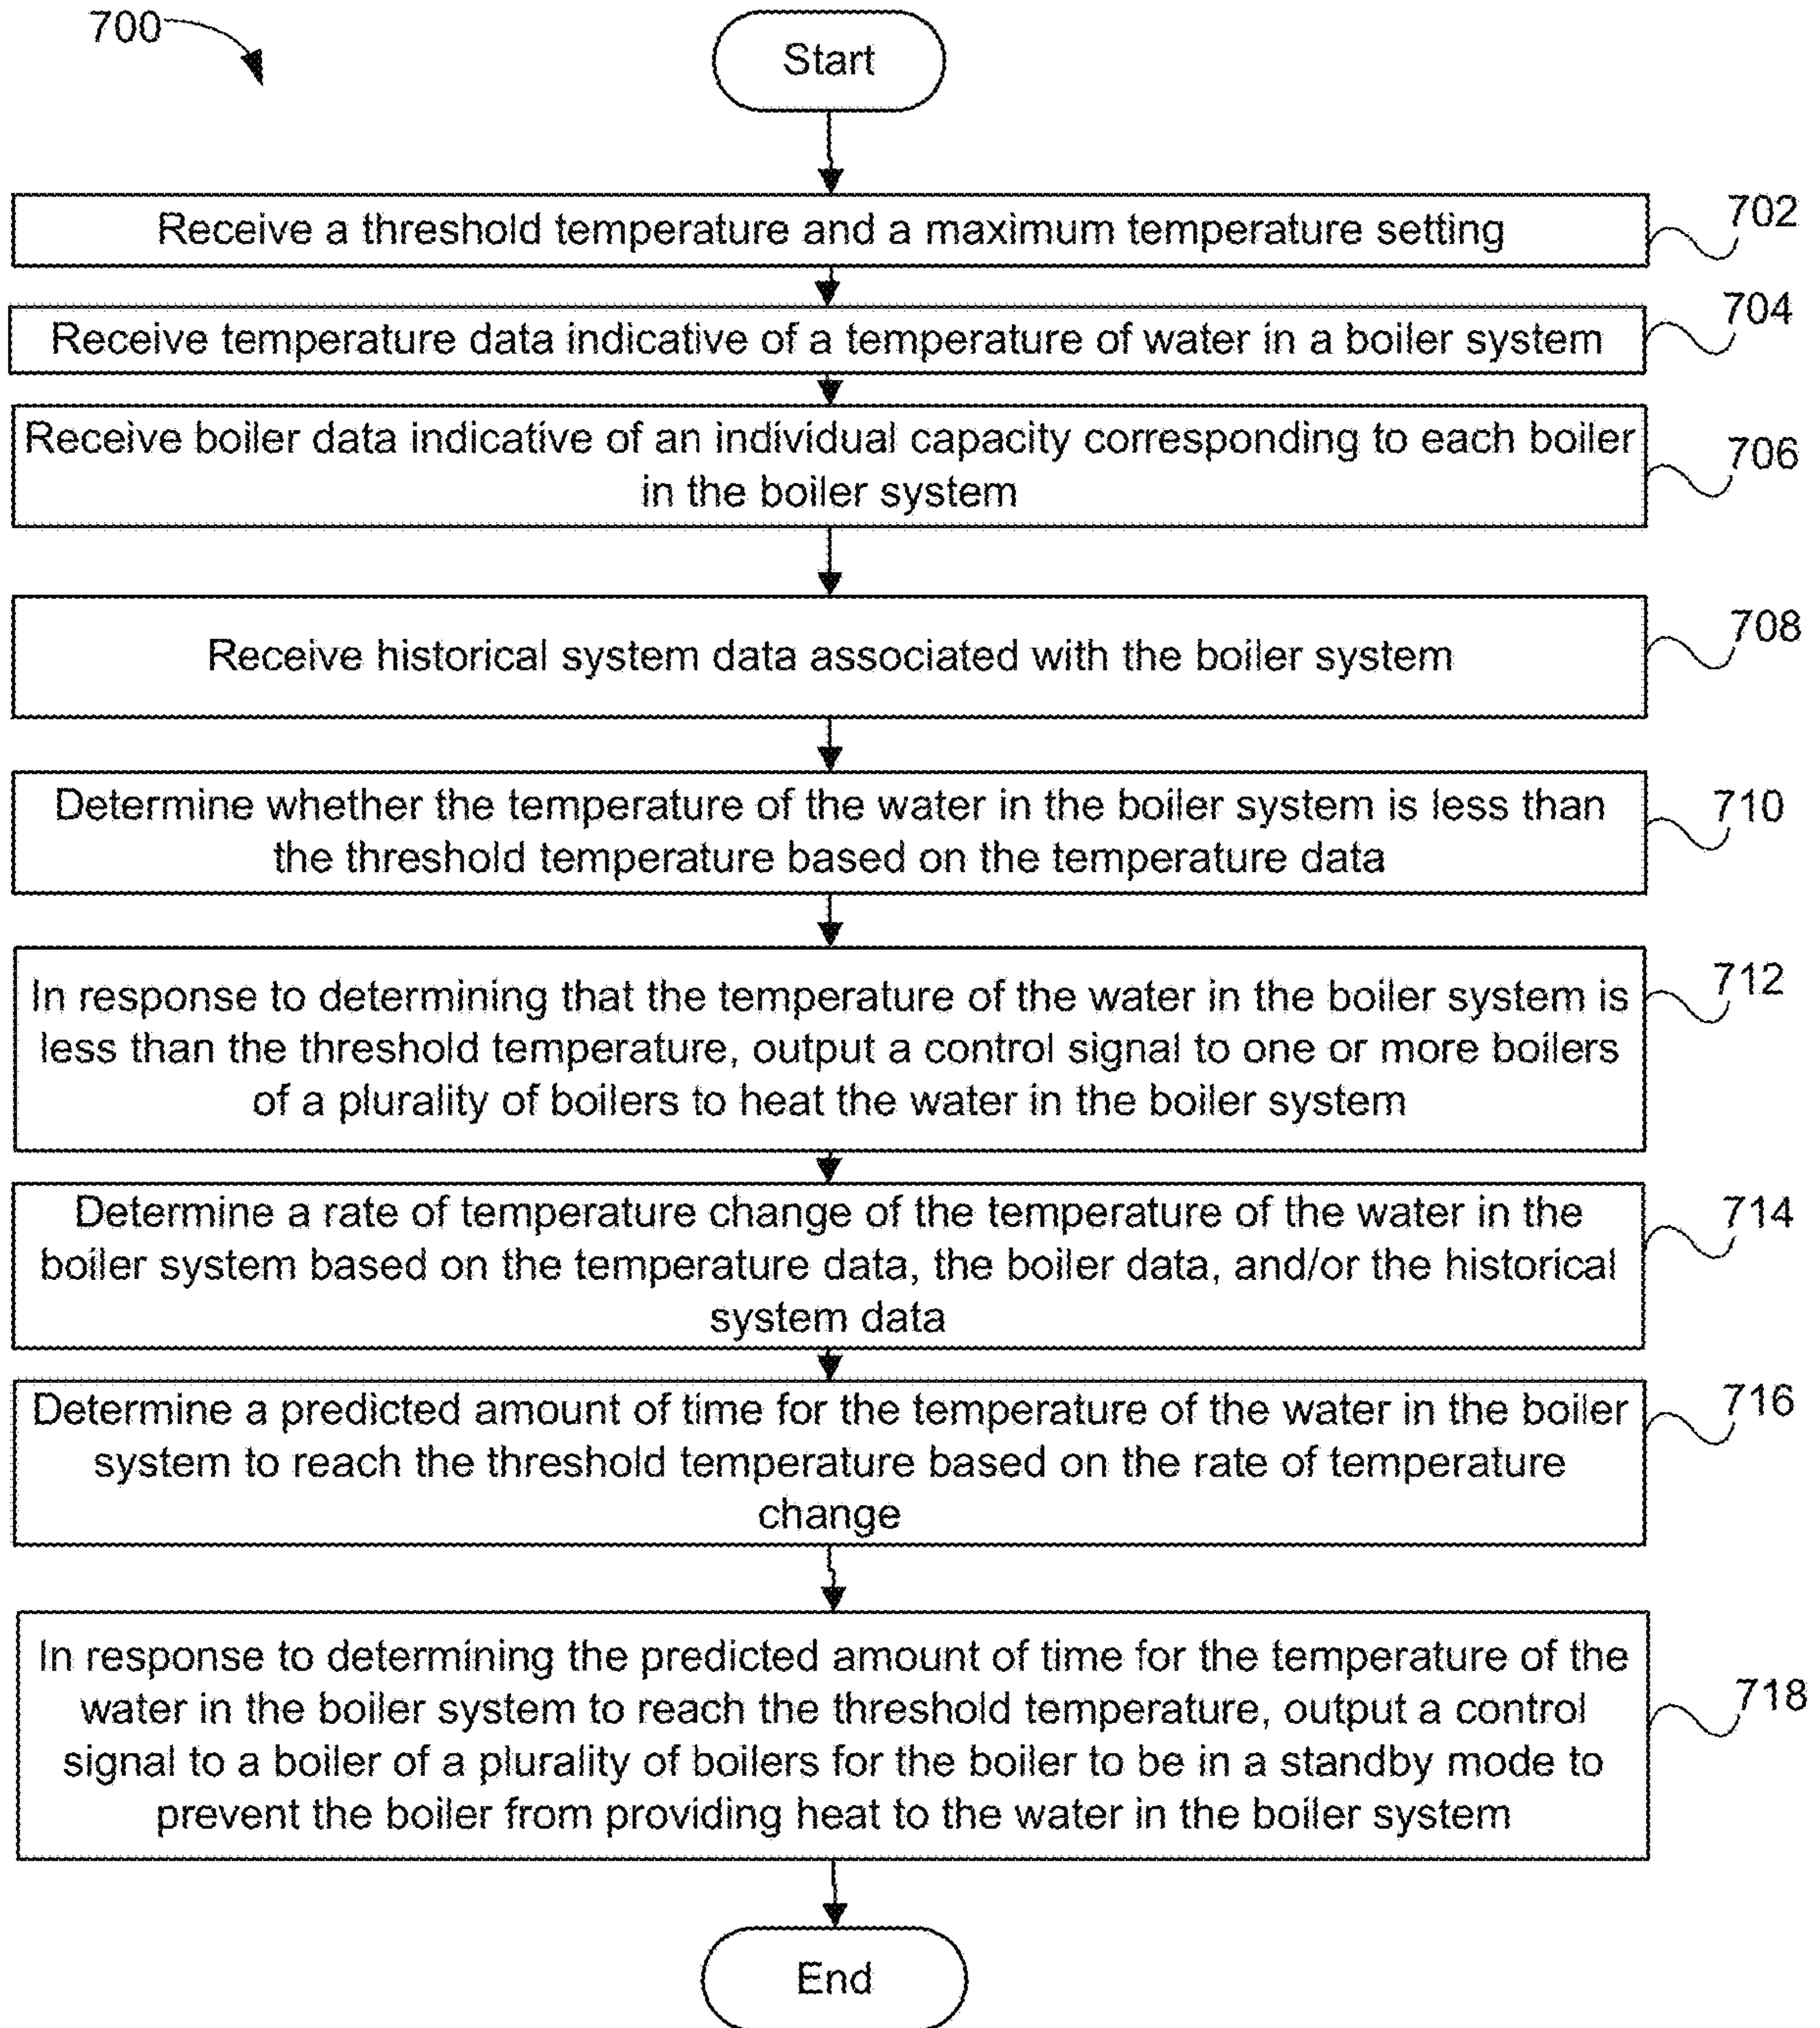 700
Start
Receive a threshold temperature and a maximum temperature setting
702
Receive temperature data indicative of a temperature of water in a boiler system
704
Receive boiler data indicative of an individual capacity corresponding to each boiler
in the boiler system
706
Receive historical system data associated with the boiler system
708
Determine whether the temperature of the water in the boiler system is less than
the threshold temperature based on the temperature data
710
In response to determining that the temperature of the water in the boiler system is
less than the threshold temperature, output a control signal to one or more boilers
of a plurality of boilers to heat the water in the boiler system
712
Determine a rate of temperature change of the temperature of the water in the
boiler system based on the temperature data, the boiler data, and/or the historical
system data
714
Determine a predicted amount of time for the temperature of the water in the boiler
system to reach the threshold temperature based on the rate of temperature
change
716
In response to determining the predicted amount of time for the temperature of the
water in the boiler system to reach the threshold temperature, output a control
signal to a boiler of a plurality of boilers for the boiler to be in a standby mode to
prevent the boiler from providing heat to the water in the boiler system
718
End